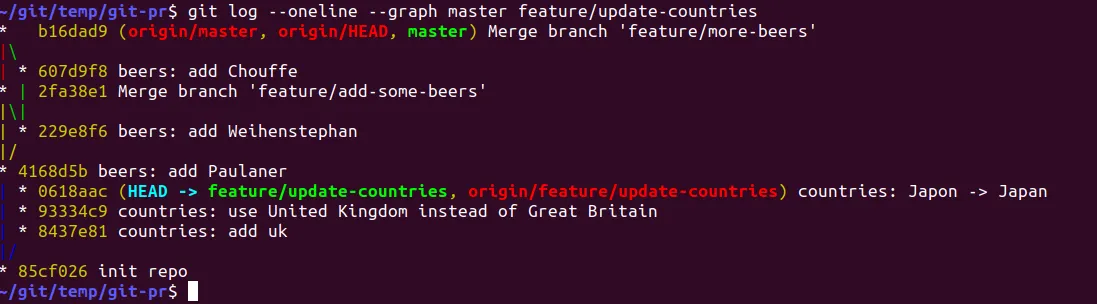 ~/git/temp/git-pr$ git log --oneline --graph master feature/update-countries
*   b16dad9 (origin/master, origin/HEAD, master) Merge branch 'feature/more-beers'
|\
| * 607d9f8 beers: add Chouffe
* | 2fa38e1 Merge branch 'feature/add-some-beers'
|\|
| * 229e8f6 beers: add Weihenstephan
|/
* 4168d5b beers: add Paulaner
| * 0618aac (HEAD -> feature/update-countries, origin/feature/update-countries) countries: Japon -> Japan
| * 93334c9 countries: use United Kingdom instead of Great Britain
| * 8437e81 countries: add uk
|/
* 85cf026 init repo
~/git/temp/git-pr$